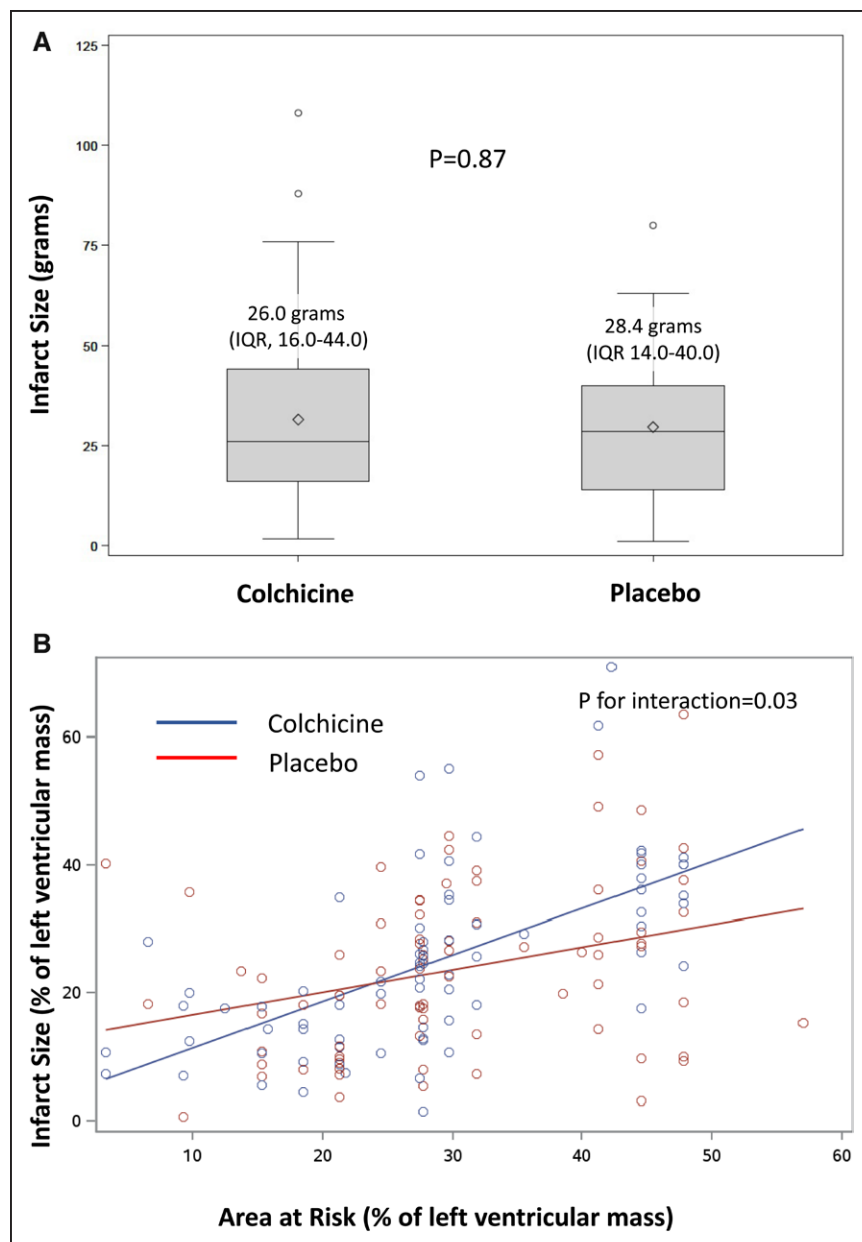 A
125
100
75
50
25
0
Infarct Size (grams)
P=0.87
26.0 grams
(IQR, 16.0-44.0)
28.4 grams
(IQR 14.0-40.0)
Colchicine
Placebo
B
Infarct Size (% of left ventricular mass)
60
40
20
0
Colchicine
Placebo
P for interaction=0.03
10
20
30
40
50
60
Area at Risk (% of left ventricular mass)